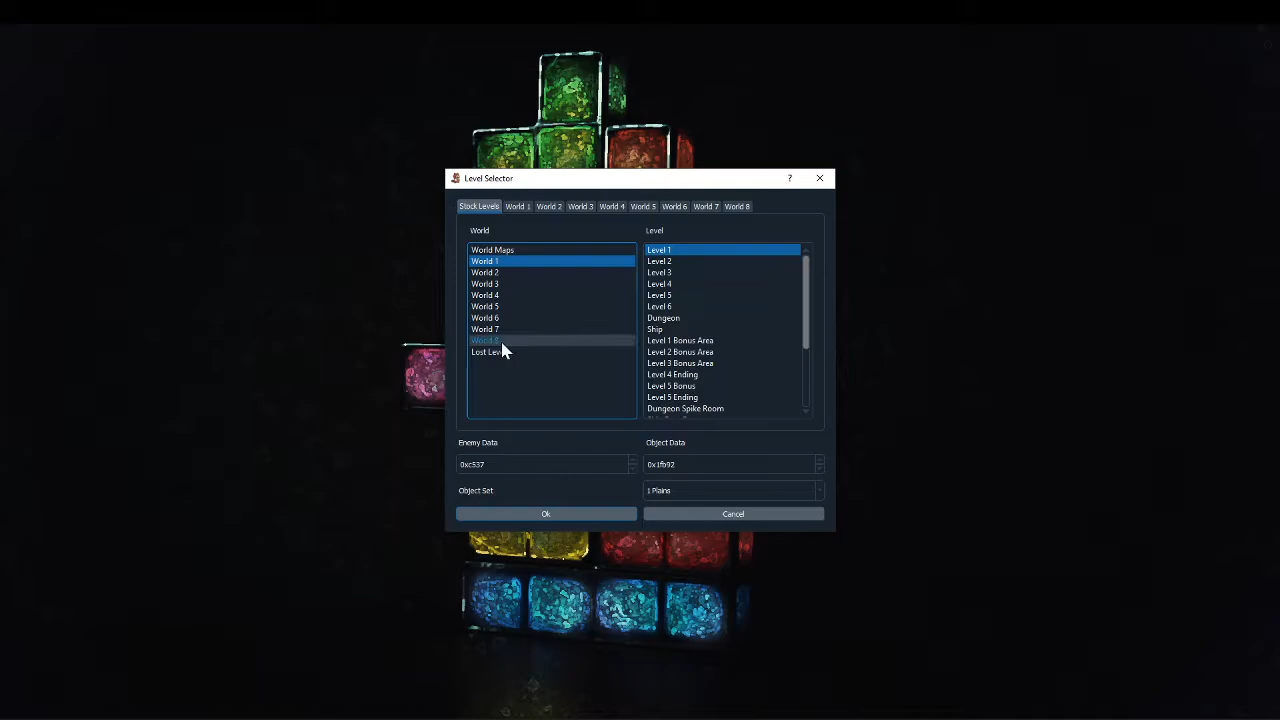 Level Selector
?
Stock Levels World 1 World 2 World 3 World 4 World 5 World 6 World 7 World 8
World
World Maps
World 1
World 2
World 3
World 4
World 5
World 6
World 7
World 8
Lost
Level
Level 1
Level 2
Level 3
Level 4
Level 5
Level 6
Dungeon
Ship
Level 1 Bonus Area
Level 2 Bonus Area
Level 3 Bonus Area
Level 4 Ending
Level 5 Bonus
Level 5 Ending
Dungeon Spike Room
Enemy Data
0xc537
Object Data
0x1fb92
Object Set
1 Plains
Ok
Cancel